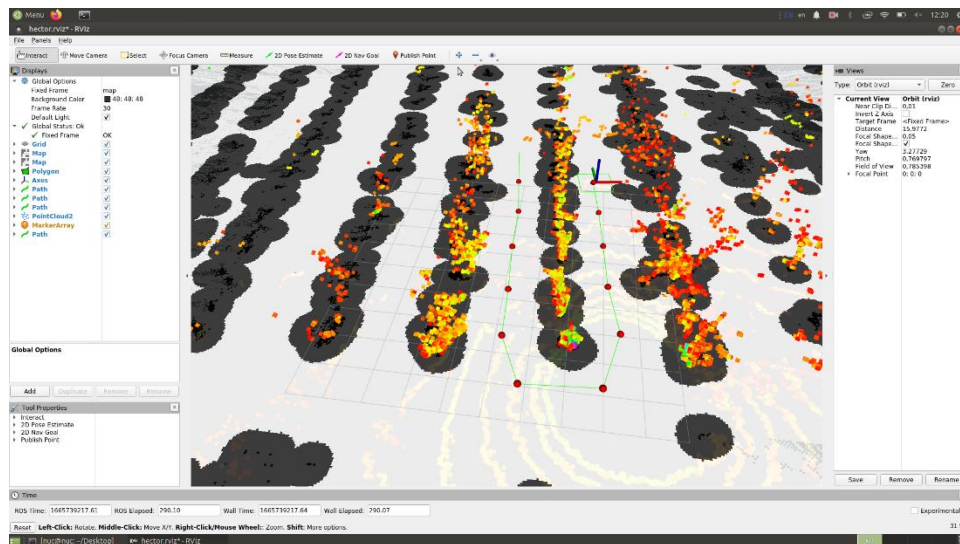 Menu
en
12:20
hector.rviz* - RViz
File Panels Help
Interact Move Camera Select Focus Camera Measure 2D Pose Estimate 2D Nav Goal Publish Point
Displays
Global Options
Fixed Frame map
Background Color 48; 48; 48
Frame Rate 30
Default Light
Global Status: Ok
Fixed Frame OK
Grid
Map
Map
Polygon
Axes
Path
Path
Path
PointCloud2
MarkerArray
Path
Global Options
Add Duplicate Remove Rename
Tool Properties
Interact
2D Pose Estimate
2D Nav Goal
Publish Point
Views
Type: Orbit (rviz) Zero
Current View Orbit (rviz)
Near Clip Di... 0,01
Invert Z Axis
Target Frame <Fixed Frame>
Distance 15,9772
Focal Shape... 0,05
Focal Shape...
Yaw 3,27729
Pitch 0,769797
Field of View 0,785398
Focal Point 0; 0; 0
Save Remove Rename
Time
ROS Time: 1665739217.61 ROS Elapsed: 290.10 Wall Time: 1665739217.64 Wall Elapsed: 290.07 Experimental
Reset Left-Click: Rotate. Middle-Click: Move X/Y. Right-Click/Mouse Wheel: Zoom. Shift: More options. 31
[nuc@nuc: ~/Desktop] hector.rviz* - RViz